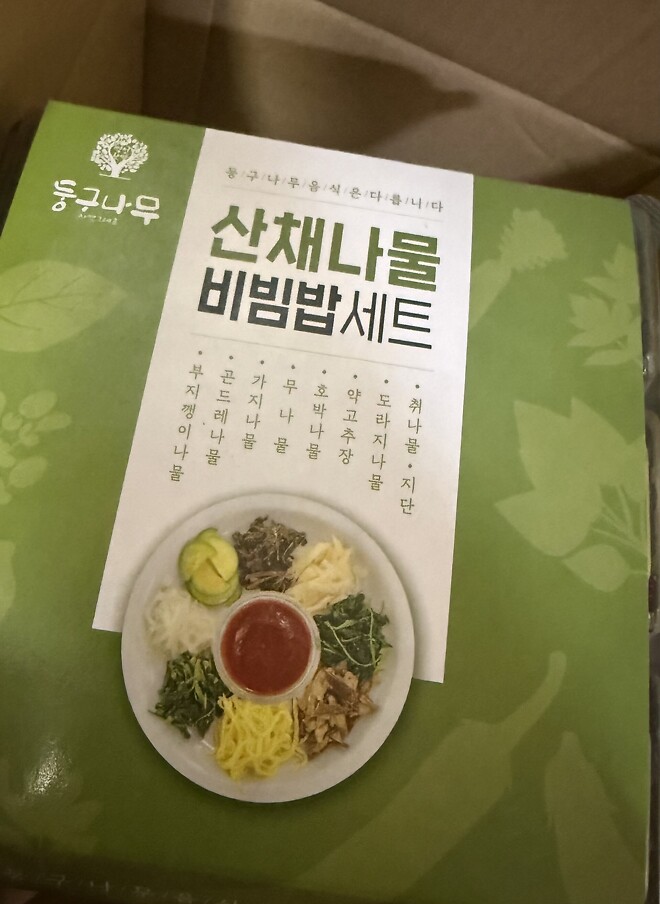 둥구나무
둥/구/나/무/음/식/은/다/릅/니/다
산채나물
비빔밥세트
• 취나물 • 지단
• 도라지나물
• 약고추장
• 호박나물
• 무나물
• 가지나물
• 곤드레나물
• 부지깽이나물